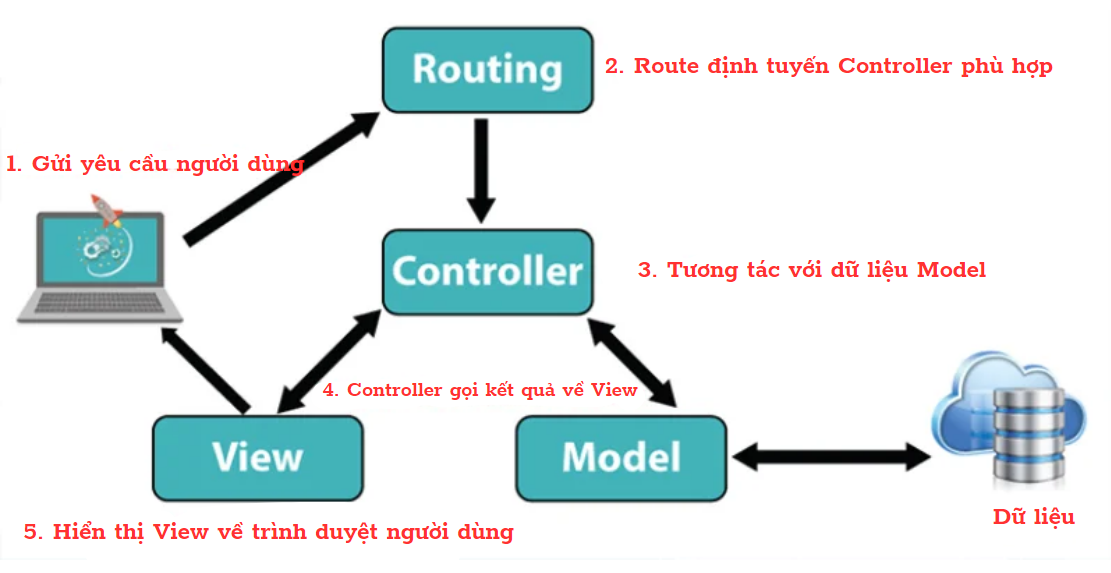 Routing
2. Route định tuyến Controller phù hợp
1. Gửi yêu cầu người dùng
Controller
3. Tương tác với dữ liệu Model
4. Controller gọi kết quả về View
View
Model
Dữ liệu
5. Hiển thị View về trình duyệt người dùng